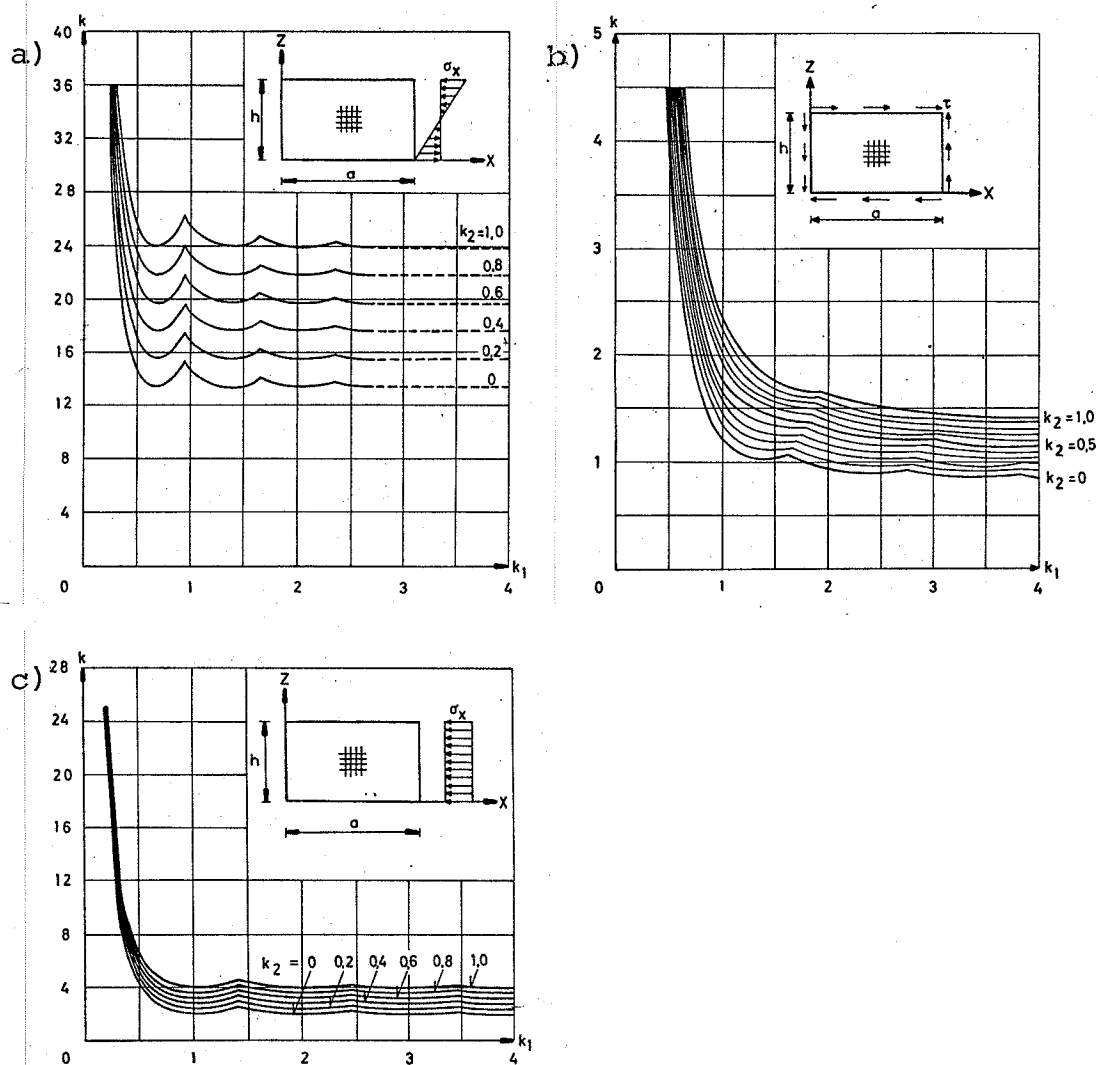 a)
k
40
36
32
28
24
20
16
12
8
4
0
1
2
3
4
k₁
Z
h
a
X
σₓ
k₂=1,0
0,8
0,6
0,4
0,2
0
b)
k
5
4
3
2
1
0
1
2
3
4
k₁
Z
h
a
X
τ
k₂=1,0
k₂=0,5
k₂=0
c)
k
28
24
20
16
12
8
4
0
1
2
3
4
k₁
Z
h
a
X
σₓ
k₂ = 0 0,2 0,4 0,6 0,8 1,0